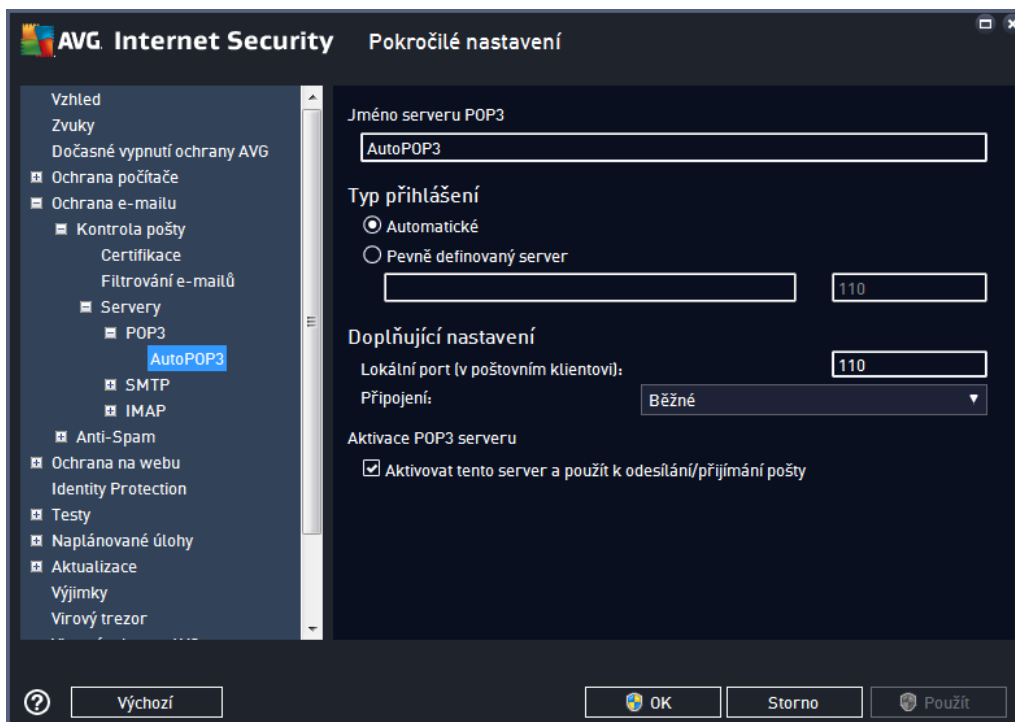 AVG. Internet Security Pokročilé nastavení
Vzhled
Zvuky
Dočasné vypnutí ochrany AVG
Ochrana počítače
Ochrana e-mailu
Kontrola pošty
Certifikace
Filtrování e-mailů
Servery
POP3
AutoPOP3
SMTP
IMAP
Anti-Spam
Ochrana na webu
Identity Protection
Testy
Naplánované úlohy
Aktualizace
Výjimky
Virový trezor
Jméno serveru POP3
AutoPOP3
Typ přihlášení
Automatické
Pevně definovaný server
110
Doplňující nastavení
Lokální port (v poštovním klientovi): 110
Připojení: Běžné
Aktivace POP3 serveru
Aktivovat tento server a použít k odesílání/přijímání pošty
Výchozí OK Storno Použít